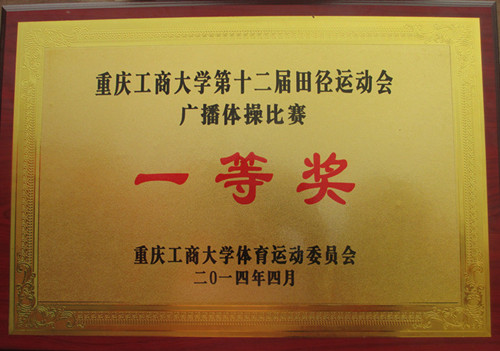 重庆工商大学第十二届田径运动会
广播体操比赛
一等奖
重庆工商大学体育运动委员会
二〇一四年四月